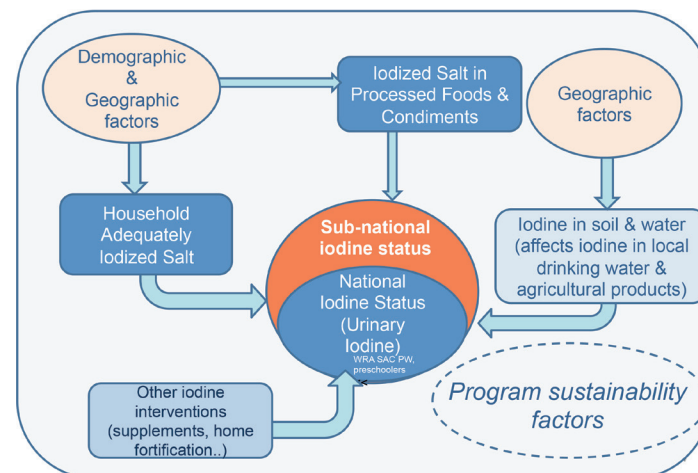 Demographic
&
Geographic
factors
Iodized Salt in
Processed Foods &
Condiments
Geographic
factors
Household
Adequately
Iodized Salt
Sub-national
iodine status
National
Iodine Status
(Urinary
Iodine)
WRA SAC PW,
preschoolers
Iodine in soil & water
(affects iodine in local
drinking water &
agricultural products)
Other iodine
interventions
(supplements, home
fortification..)
Program sustainability
factors